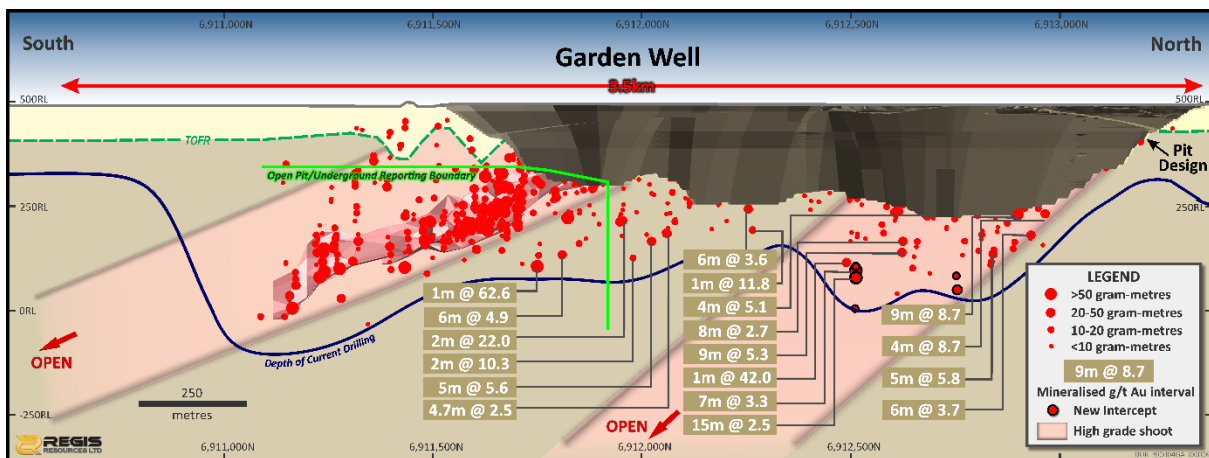 6,911,000N
6,911,500N
6,912,000N
6,912,500N
6,913,000N
South
Garden Well
North
3.5km
500RL
500RL
TOFR
Pit
Design
Open Pit/Underground Reporting Boundary
250RL
250RL
6m @ 3.6
1m @ 11.8
4m @ 5.1
8m @ 2.7
9m @ 5.3
1m @ 42.0
7m @ 3.3
15m @ 2.5
1m @ 62.6
6m @ 4.9
2m @ 22.0
2m @ 10.3
5m @ 5.6
4.7m @ 2.5
9m @ 8.7
4m @ 8.7
5m @ 5.8
6m @ 3.7
LEGEND
>50 gram-metres
20-50 gram-metres
10-20 gram-metres
<10 gram-metres
9m @ 8.7
Mineralised g/t Au interval
New Intercept
High grade shoot
0RL
0RL
OPEN
Depth of Current Drilling
250
metres
-250RL
OPEN
REGIS
RESOURCES LTD
6,911,000N
6,911,500N
6,912,000N
6,912,500N